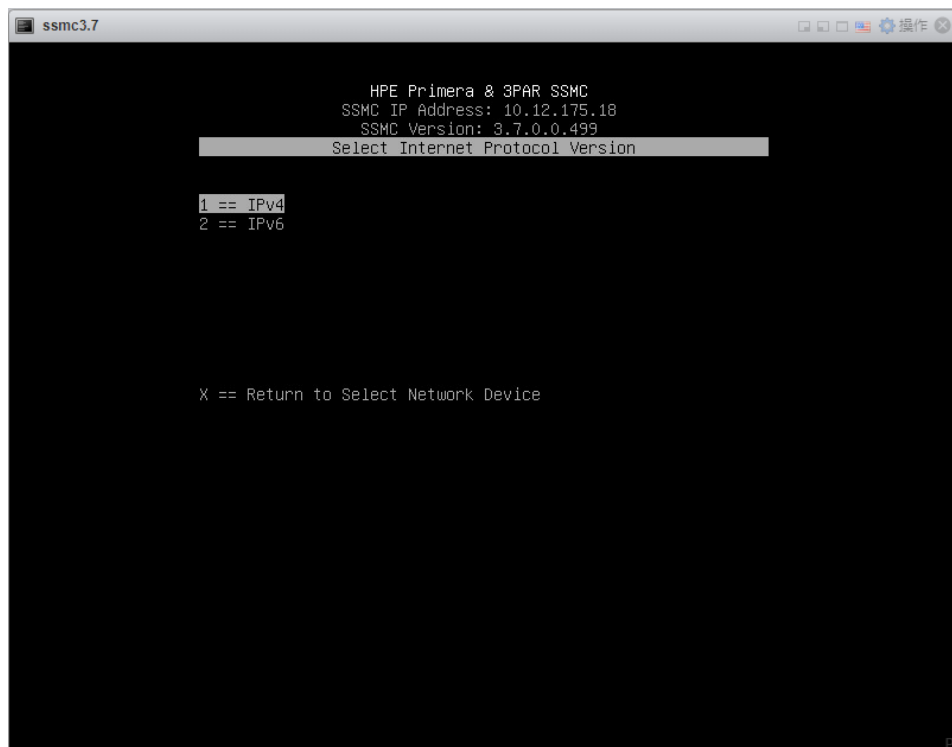 ssmc3.7
操作
HPE Primera & 3PAR SSMC
SSMC IP Address: 10.12.175.18
SSMC Version: 3.7.0.0.499
Select Internet Protocol Version
1 == IPv4
2 == IPv6
X == Return to Select Network Device